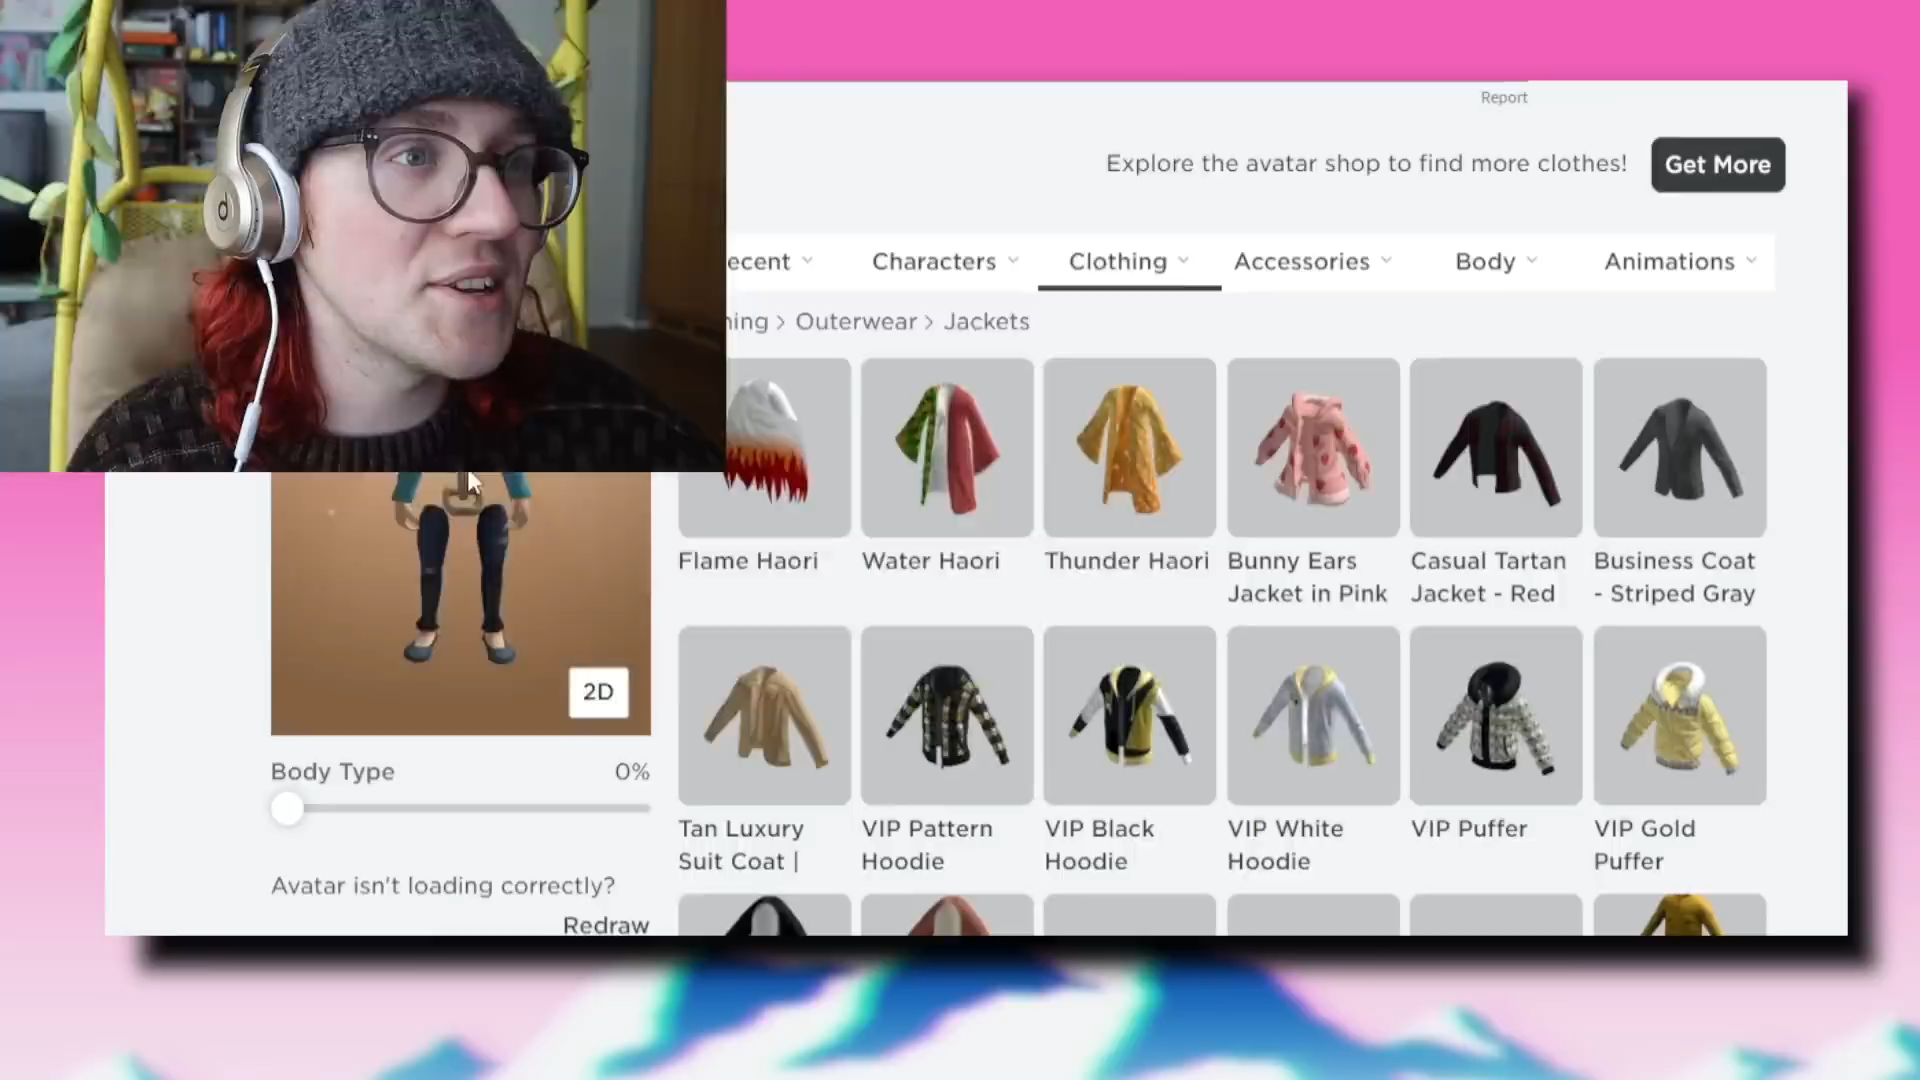 Report
Explore the avatar shop to find more clothes!
Get More
ecent
Characters
Clothing
Accessories
Body
Animations
ning > Outerwear > Jackets
Flame Haori
Water Haori
Thunder Haori
Bunny Ears
Jacket in Pink
Casual Tartan
Jacket - Red
Business Coat
- Striped Gray
2D
Body Type
0%
Tan Luxury
Suit Coat |
VIP Pattern
Hoodie
VIP Black
Hoodie
VIP White
Hoodie
VIP Puffer
VIP Gold
Puffer
Avatar isn't loading correctly?
Redraw